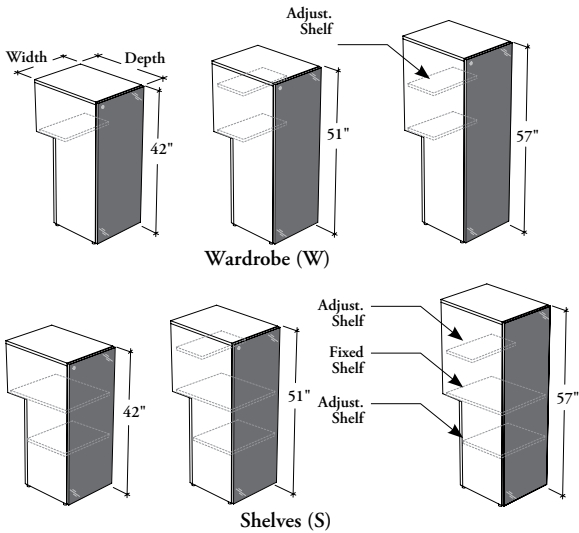 Adjust.
Shelf
Width
Depth
42"
51"
57"
Wardrobe (W)
Adjust.
Shelf
Fixed
Shelf
Adjust.
Shelf
42"
51"
57"
Shelves (S)